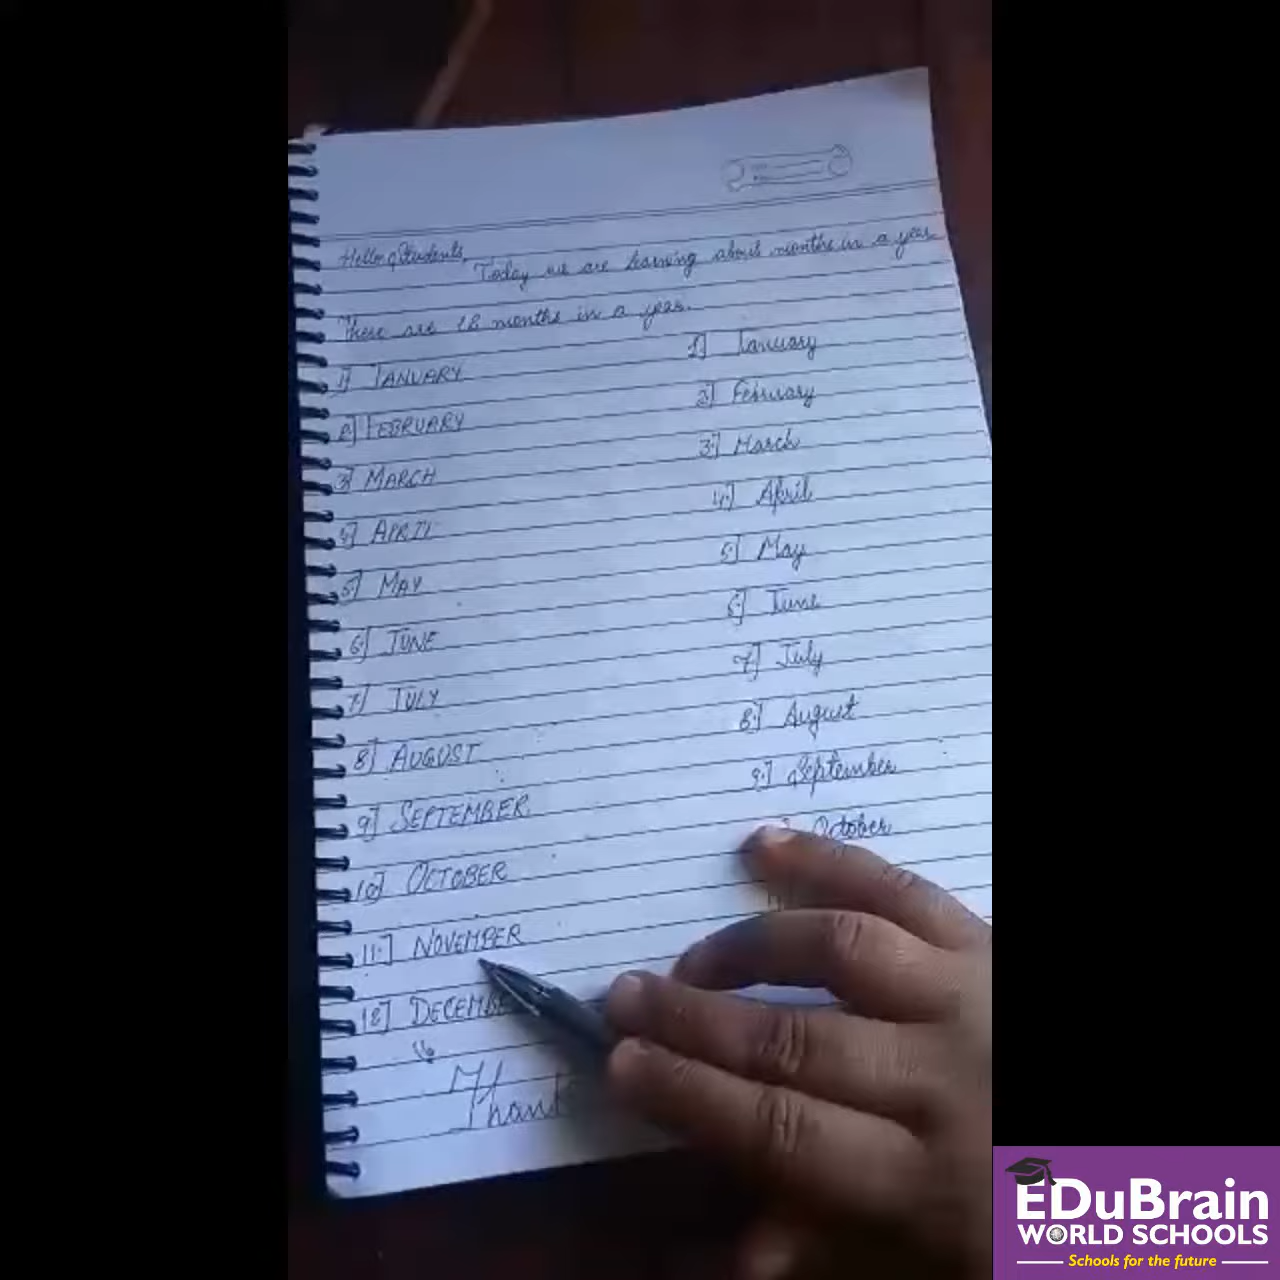 Hello Students,
Today we are learning about months in a year
There are 12 months in a year.
1] JANUARY
2] FEBRUARY
3] MARCH
4] APRIL
5] MAY
6] JUNE
7] JULY
8] AUGUST
9] SEPTEMBER
10] OCTOBER
11] NOVEMBER
12] DECEMBE
Thank
1] January
2] February
3] March
4] April
5] May
6] June
7] July
8] August
9] September
October
EDuBrain
WORLD SCHOOLS
Schools for the future